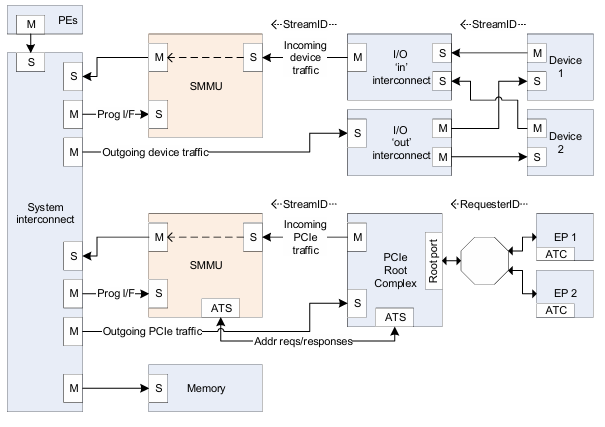 M
PEs
S
System
interconnect
S
M
M
S
M
M
M
StreamID
StreamID
M
S
SMMU
S
Prog I/F
Incoming
device
traffic
Outgoing device traffic
M
I/O
'in'
interconnect
S
S
S
I/O
'out'
interconnect
M
M
M
Device
1
S
M
Device
2
S
StreamID
RequesterID
M
S
SMMU
S
ATS
Prog I/F
Incoming
PCIe
traffic
Outgoing PCIe traffic
Addr reqs/responses
M
S
PCIe
Root
Complex
Root port
ATS
EP 1
ATC
EP 2
ATC
S
Memory